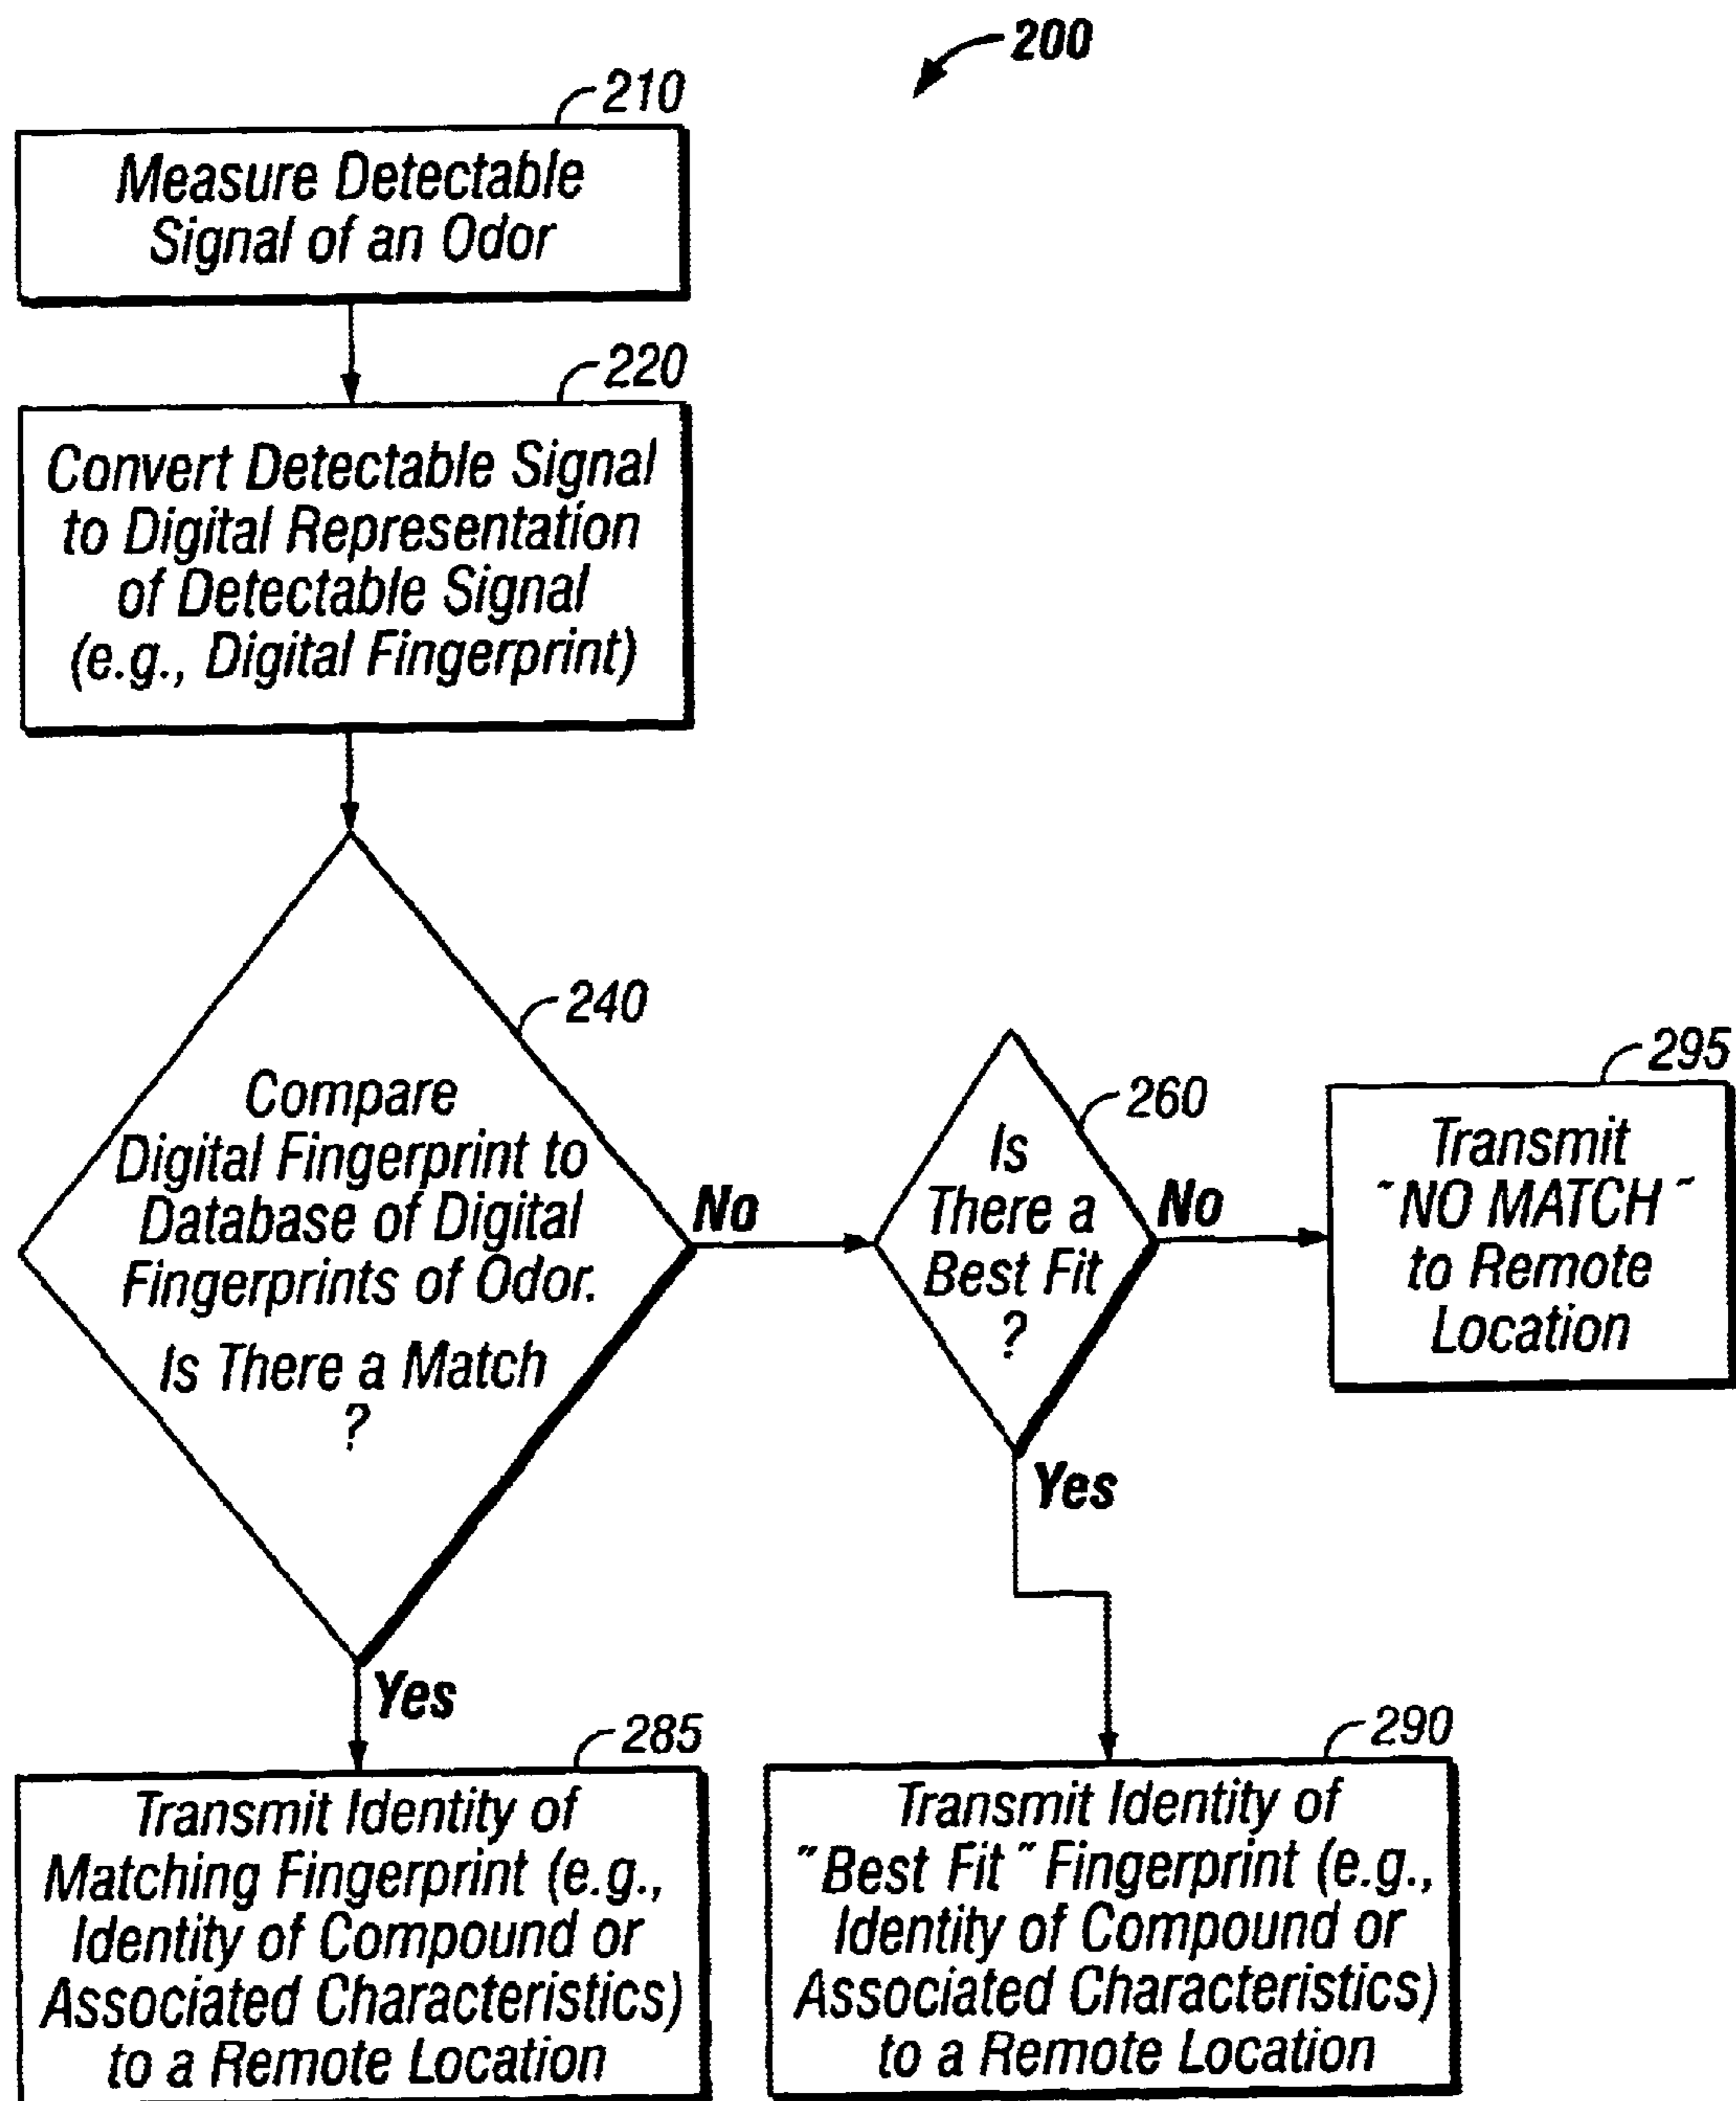 200
210
Measure Detectable
Signal of an Odor
220
Convert Detectable Signal
to Digital Representation
of Detectable Signal
(e.g., Digital Fingerprint)
240
Compare
Digital Fingerprint to
Database of Digital
Fingerprints of Odor.
Is There a Match
?
No
260
Is
There a
Best Fit
?
No
295
Transmit
"NO MATCH"
to Remote
Location
Yes
Yes
285
Transmit Identity of
Matching Fingerprint (e.g.,
Identity of Compound or
Associated Characteristics)
to a Remote Location
290
Transmit Identity of
"Best Fit" Fingerprint (e.g.,
Identity of Compound or
Associated Characteristics)
to a Remote Location